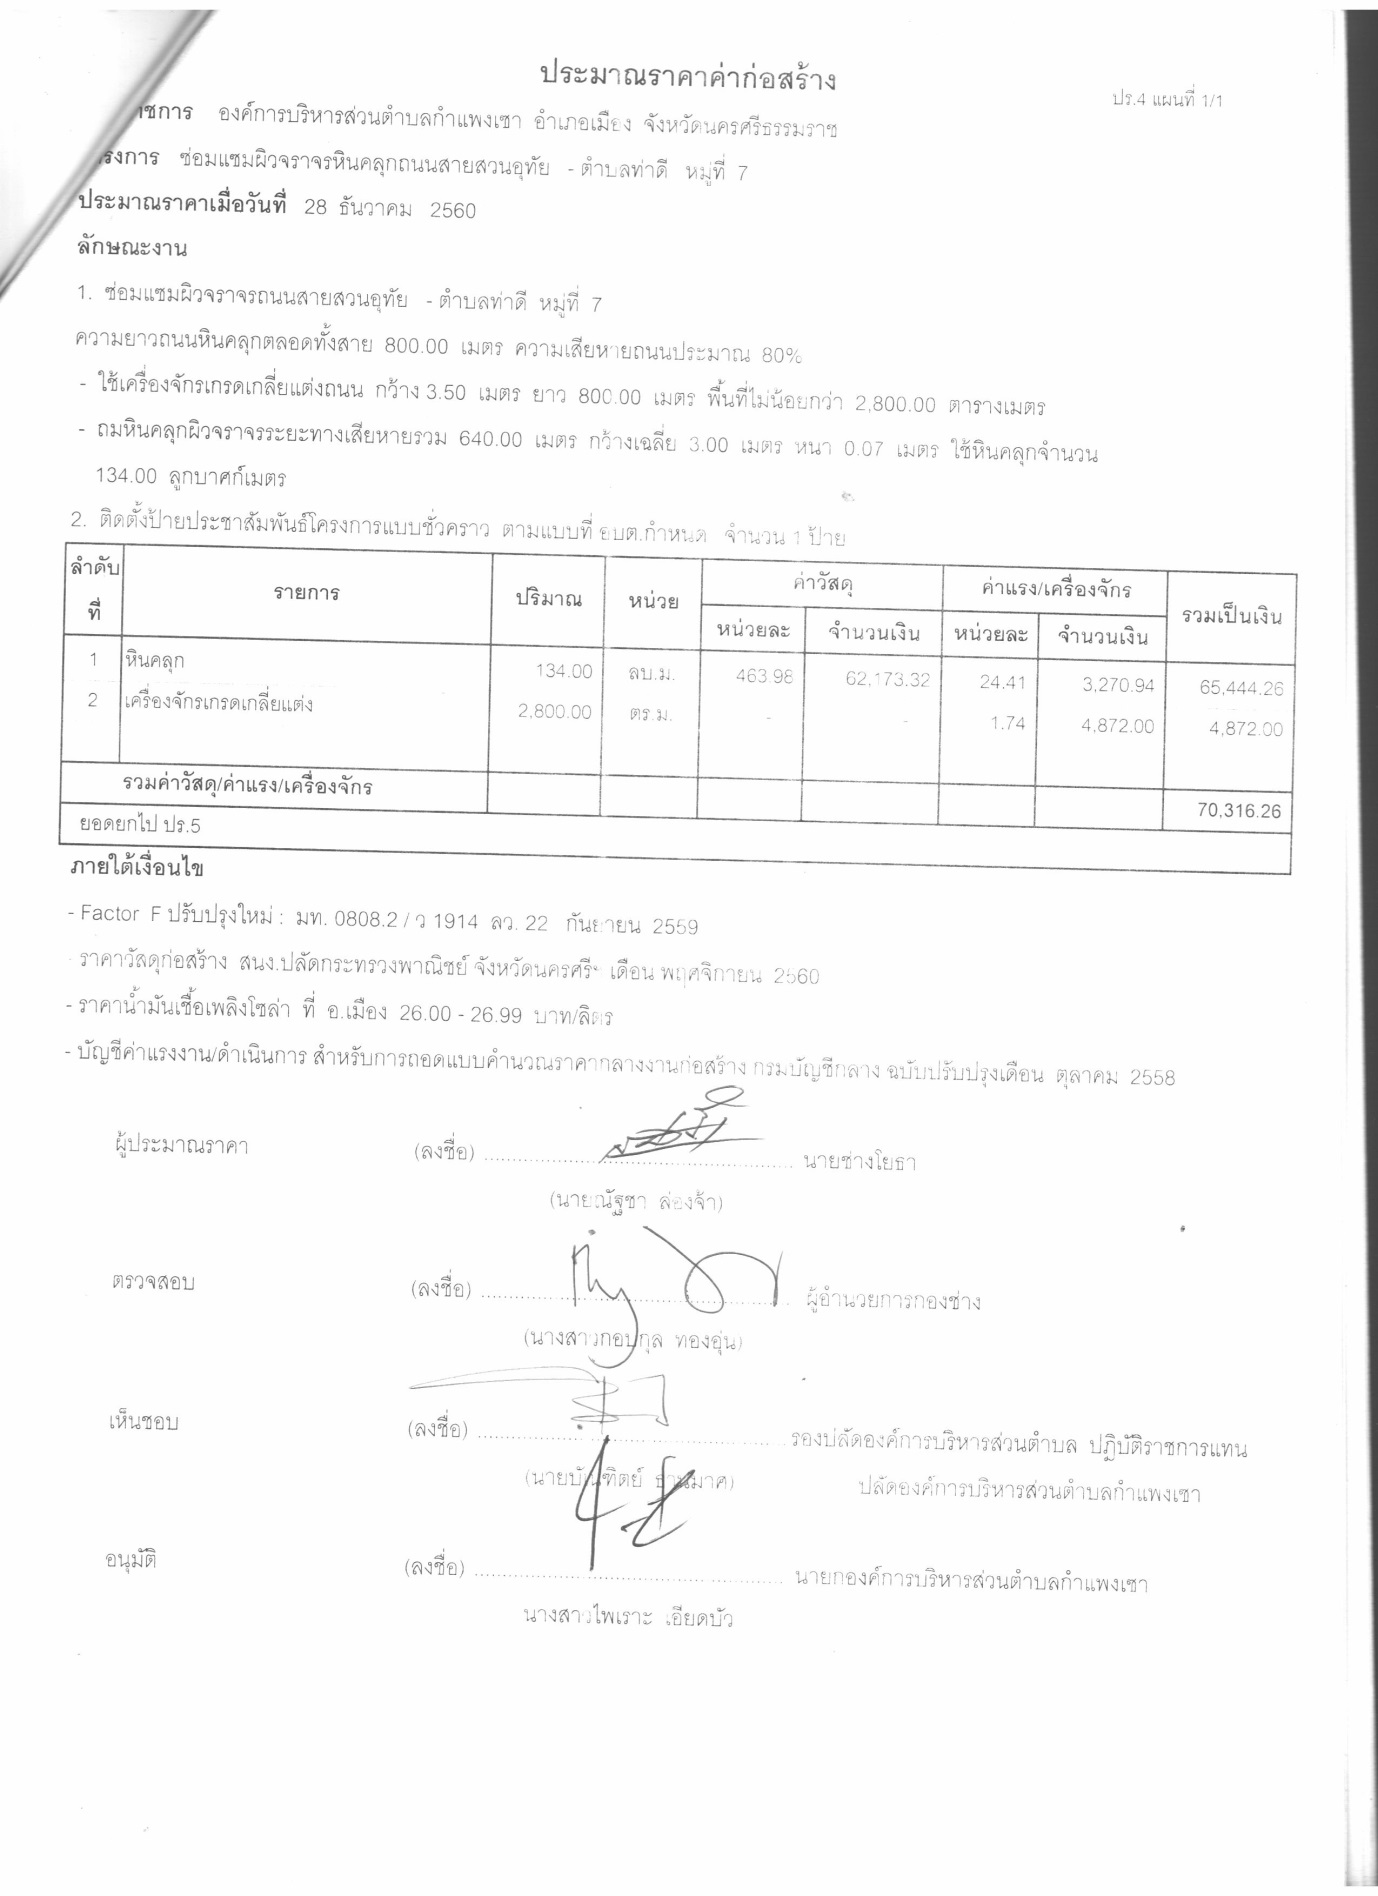 ประมาณราคาค่าก่อสร้าง
ปร.4 แผนที่ 1/1
าชการ องค์การบริหารส่วนตำบลกำแพงเซา อำเภอเมือง จังหวัดนครศรีธรรมราช
รงการ ซ่อมแซมผิวจราจรหินคลุกถนนสายสวนอุทัย - ตำบลท่าดี หมู่ที่ 7
ประมาณราคาเมื่อวันที่ 28 ธันวาคม 2560
ลักษณะงาน
1. ซ่อมแซมผิวจราจรถนนสายสวนอุทัย - ตำบลท่าดี หมู่ที่ 7
ความยาวถนนหินคลุกตลอดทั้งสาย 800.00 เมตร ความเสียหายถนนประมาณ 80%
- ใช้เครื่องจักรเกรดเกลี่ยแต่งถนน กว้าง 3.50 เมตร ยาว 800.00 เมตร พื้นที่ไม่น้อยกว่า 2,800.00 ตารางเมตร
- ถมหินคลุกผิวจราจรระยะทางเสียหายรวม 640.00 เมตร กว้างเฉลี่ย 3.00 เมตร หนา 0.07 เมตร ใช้หินคลุกจำนวน
134.00 ลูกบาศก์เมตร
2. ติดตั้งป้ายประชาสัมพันธ์โครงการแบบชั่วคราว ตามแบบที่ อบต.กำหนด จำนวน 1 ป้าย
ลำดับที่ รายการ ปริมาณ หน่วย ค่าวัสดุ ค่าแรง/เครื่องจักร รวมเป็นเงิน
หน่วยละ จำนวนเงิน หน่วยละ จำนวนเงิน
1 หินคลุก 134.00 ลบ.ม. 463.98 62,173.32 24.41 3,270.94 65,444.26
2 เครื่องจักรเกรดเกลี่ยแต่ง 2,800.00 ตร.ม. - - 1.74 4,872.00 4,872.00
รวมค่าวัสดุ/ค่าแรง/เครื่องจักร 70,316.26
ยอดยกไป ปร.5
ภายใต้เงื่อนไข
- Factor F ปรับปรุงใหม่ : มท. 0808.2 / ว 1914 ลว. 22 กันยายน 2559
- ราคาวัสดุก่อสร้าง สนง.ปลัดกระทรวงพาณิชย์ จังหวัดนครศรีฯ เดือน พฤศจิกายน 2560
- ราคาน้ำมันเชื้อเพลิงโซล่า ที่ อ.เมือง 26.00 - 26.99 บาท/ลิตร
- บัญชีค่าแรงงาน/ดำเนินการ สำหรับการถอดแบบคำนวณราคากลางงานก่อสร้าง กรมบัญชีกลาง ฉบับปรับปรุงเดือน ตุลาคม 2558
ผู้ประมาณราคา (ลงชื่อ) นายช่างโยธา
(นายณัฐชา ล่องจ้า)
ตรวจสอบ (ลงชื่อ) ผู้อำนวยการกองช่าง
(นางสาวกอบกุล ทองอุ่น)
เห็นชอบ (ลงชื่อ) รองปลัดองค์การบริหารส่วนตำบล ปฏิบัติราชการแทน
(นายบัณฑิตย์ ) ปลัดองค์การบริหารส่วนตำบลกำแพงเซา
อนุมัติ (ลงชื่อ) นายกองค์การบริหารส่วนตำบลกำแพงเซา
นางสาวไพเราะ เอียดบัว